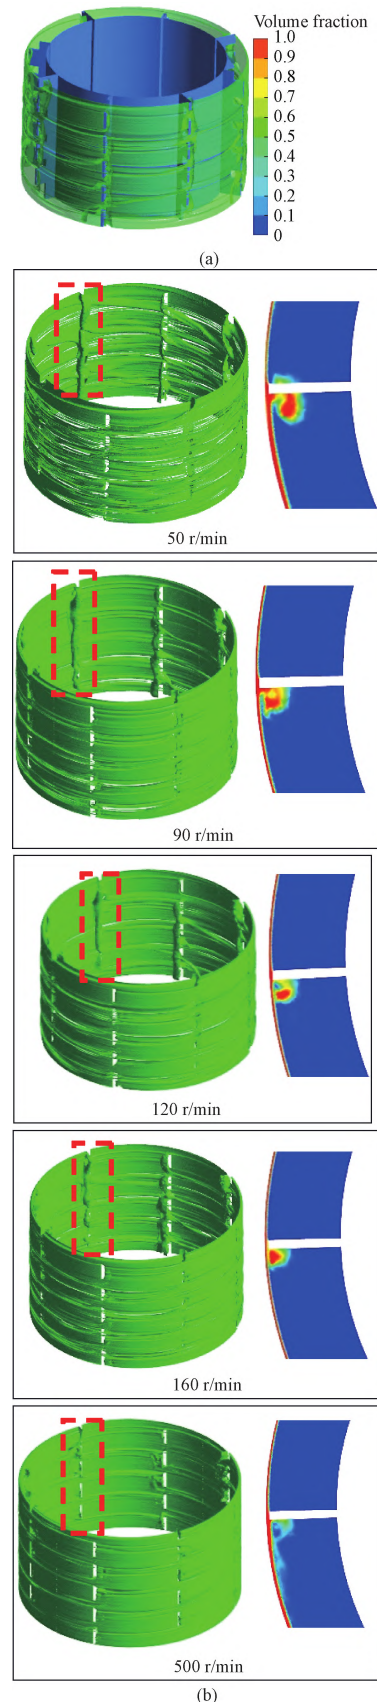 Volume fraction
1.0
0.9
0.8
0.7
0.6
0.5
0.4
0.3
0.2
0.1
0
(a)
50 r/min
90 r/min
120 r/min
160 r/min
500 r/min
(b)